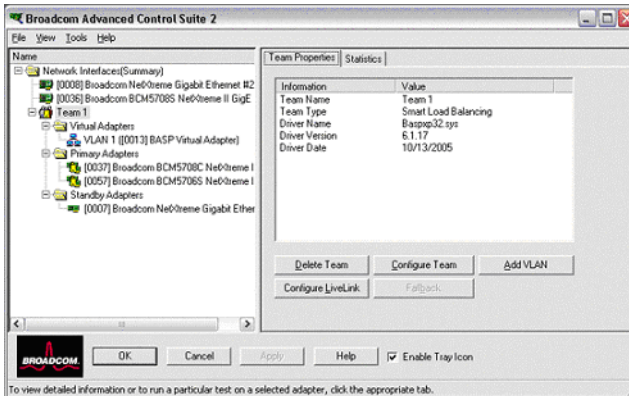 Broadcom Advanced Control Suite 2
File View Tools Help
Name
Network Interfaces(Summary)
[0008] Broadcom NetXtreme Gigabit Ethernet #2
[0036] Broadcom BCM5708S NetXtreme II GigE
Team 1
Virtual Adapters
VLAN 1 ([0013] BASP Virtual Adapter)
Primary Adapters
[0037] Broadcom BCM5708C NetXtreme I
[0057] Broadcom BCM5706S NetXtreme I
Standby Adapters
[0007] Broadcom NetXtreme Gigabit Ether
Team Properties Statistics
Information Value
Team Name Team 1
Team Type Smart Load Balancing
Driver Name Baspxp32.sys
Driver Version 6.1.17
Driver Date 10/13/2005
Delete Team Configure Team Add VLAN
Configure LiveLink Fallback
BROADCOM. OK Cancel Apply Help Enable Tray Icon
To view detailed information or to run a particular test on a selected adapter, click the appropriate tab.